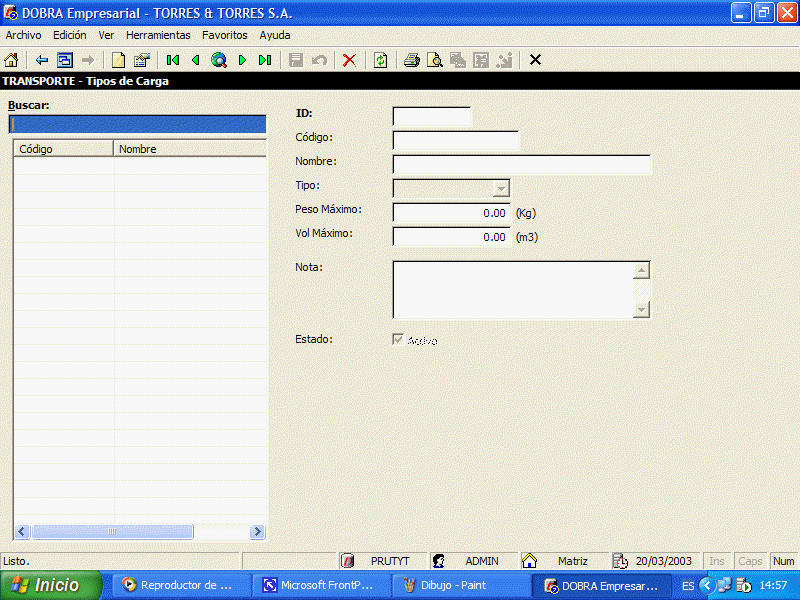 DOBRA Empresarial - TORRES & TORRES S.A.
Archivo Edición Ver Herramientas Favoritos Ayuda
TRANSPORTE - Tipos de Carga
Buscar:
Código Nombre
ID:
Código:
Nombre:
Tipo:
Peso Máximo: 0.00 (Kg)
Vol Máximo: 0.00 (m3)
Nota:
Estado: Activo
Listo. PRUTYT ADMIN Matriz 20/03/2003 Ins Caps Num
Inicio Reproductor de ... Microsoft FrontP... Dibujo - Paint DOBRA Empresar... ES 14:57